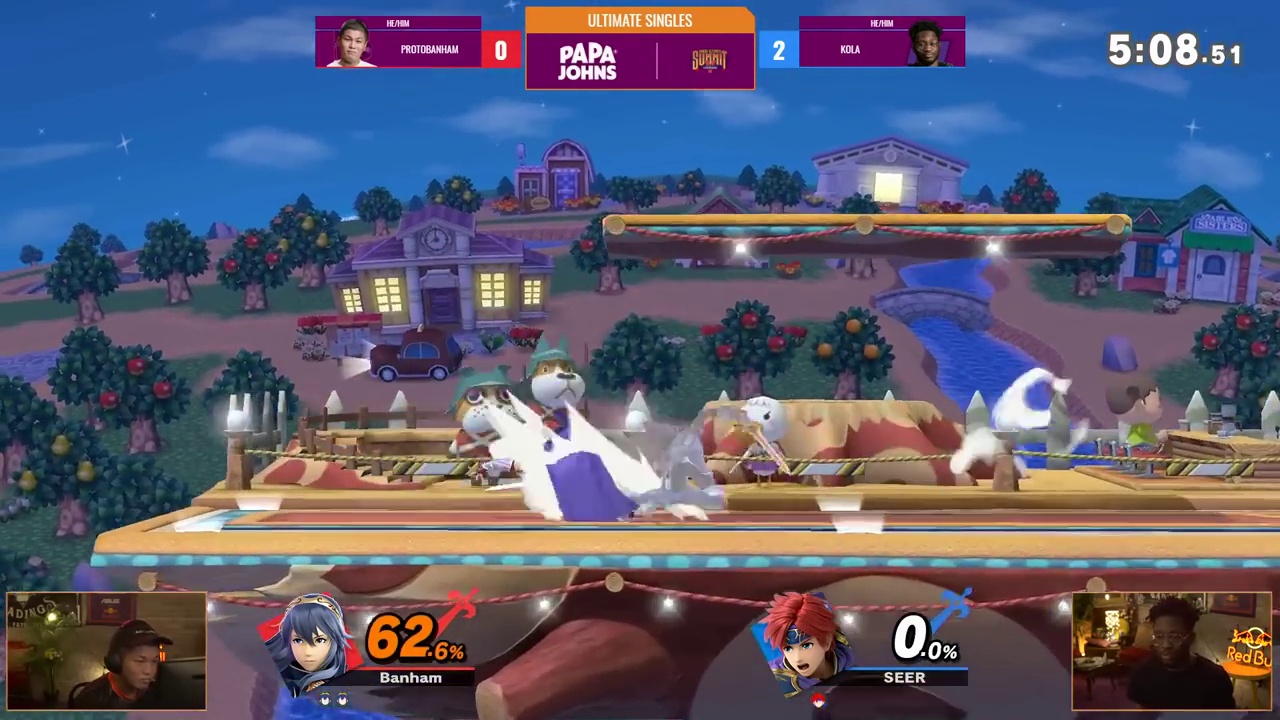 HE/HIM
PROTOBANHAM
0
ULTIMATE SINGLES
PAPA JOHNS
SUMMIT
2
HE/HIM
KOLA
5:08.51
SISTERS
62.6%
Banham
0.0%
SEER
Red Bu